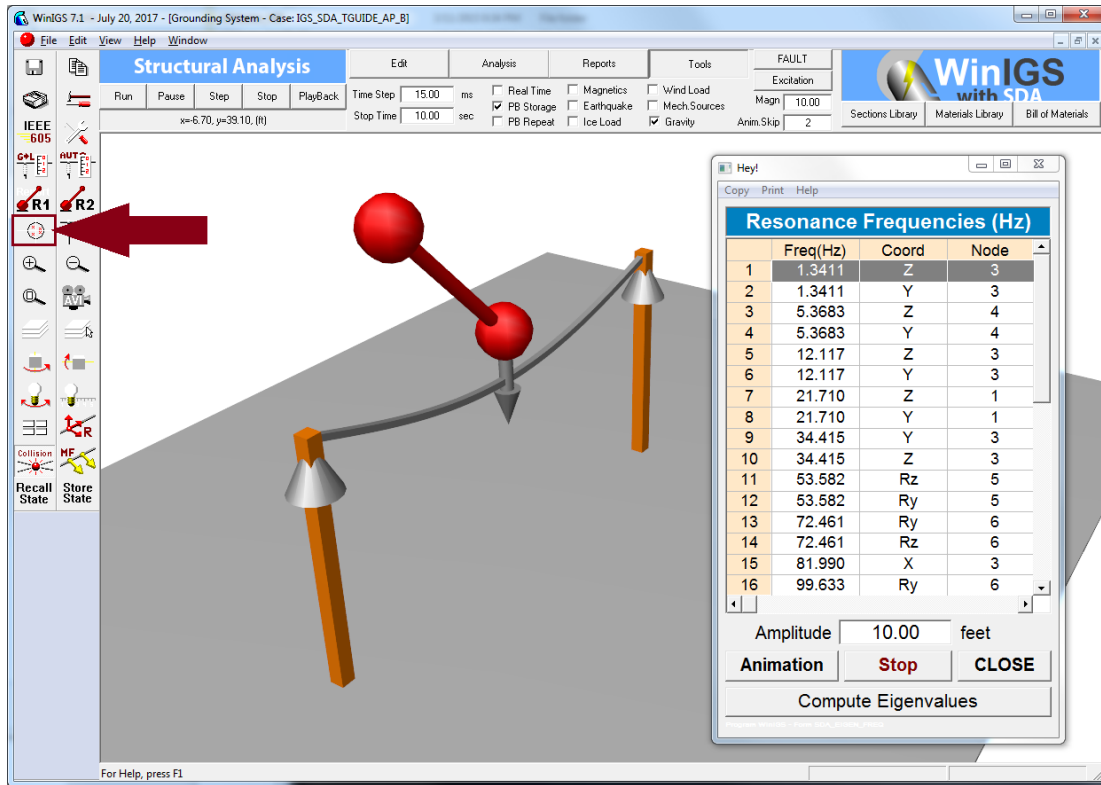 WinIGS 7.1 - July 20, 2017 - [Grounding System - Case: IGS_SDA_TGUIDE_AP_B]
File Edit View Help Window
Structural Analysis
Edit Analysis Reports Tools
FAULT
Excitation
Magn 10.00
Anim.Skip 2
WinIGS
with SDA
Run Pause Step Stop PlayBack
Time Step 15.00 ms
Stop Time 10.00 sec
Real Time Magnetics Wind Load
PB Storage Earthquake Mech.Sources
PB Repeat Ice Load Gravity
x=-6.70, y=39.10, (ft)
Sections Library Materials Library Bill of Materials
IEEE
605
G+L AUTO
R1 R2
AVI
R
Collision MF
Recall State Store State
Hey!
Copy Print Help
Resonance Frequencies (Hz)
Freq(Hz) Coord Node
1 1.3411 Z 3
2 1.3411 Y 3
3 5.3683 Z 4
4 5.3683 Y 4
5 12.117 Z 3
6 12.117 Y 3
7 21.710 Z 1
8 21.710 Y 1
9 34.415 Y 3
10 34.415 Z 3
11 53.582 Rz 5
12 53.582 Ry 5
13 72.461 Ry 6
14 72.461 Rz 6
15 81.990 X 3
16 99.633 Ry 6
Amplitude 10.00 feet
Animation Stop CLOSE
Compute Eigenvalues
For Help, press F1